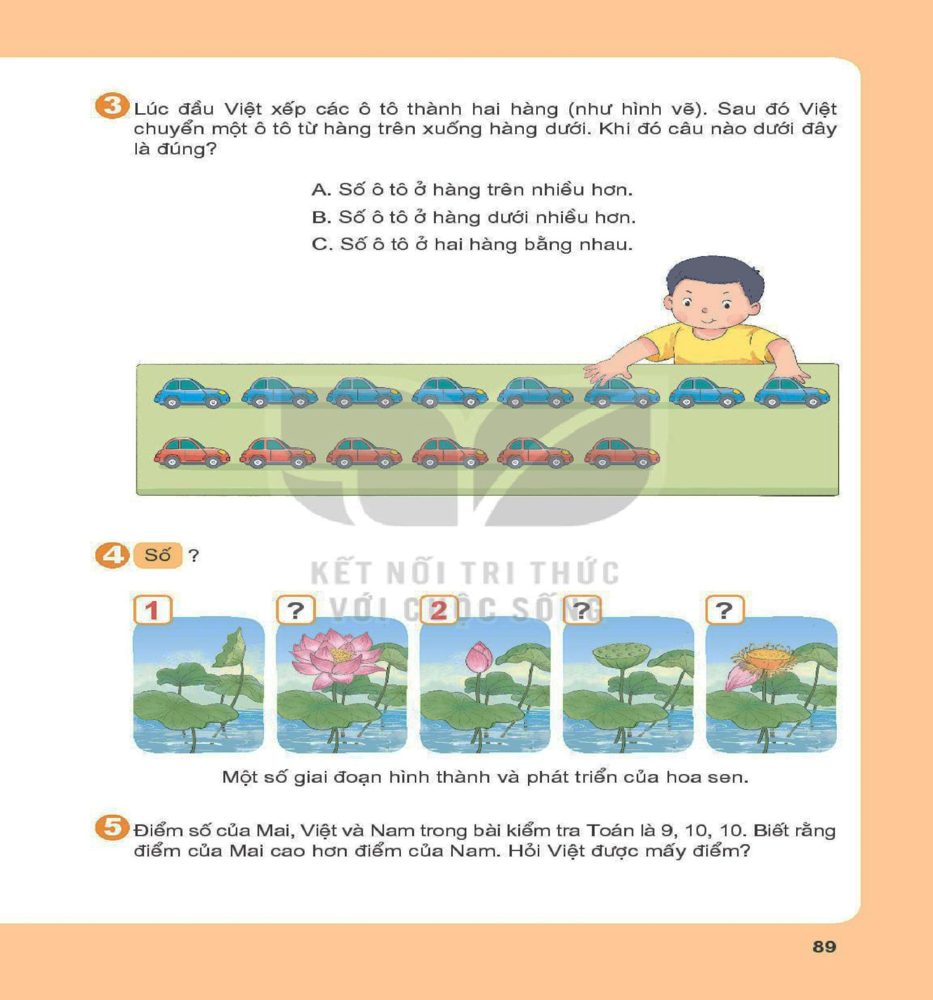 3 Lúc đầu Việt xếp các ô tô thành hai hàng (như hình vẽ). Sau đó Việt
chuyển một ô tô từ hàng trên xuống hàng dưới. Khi đó câu nào dưới đây
là đúng?
A. Số ô tô ở hàng trên nhiều hơn.
B. Số ô tô ở hàng dưới nhiều hơn.
C. Số ô tô ở hai hàng bằng nhau.
4 Số ?
KẾT NỐI TRI THỨC
VỚI CUỘC SỐNG
1 ? 2 ? ?
Một số giai đoạn hình thành và phát triển của hoa sen.
5 Điểm số của Mai, Việt và Nam trong bài kiểm tra Toán là 9, 10, 10. Biết rằng
điểm của Mai cao hơn điểm của Nam. Hỏi Việt được mấy điểm?
89